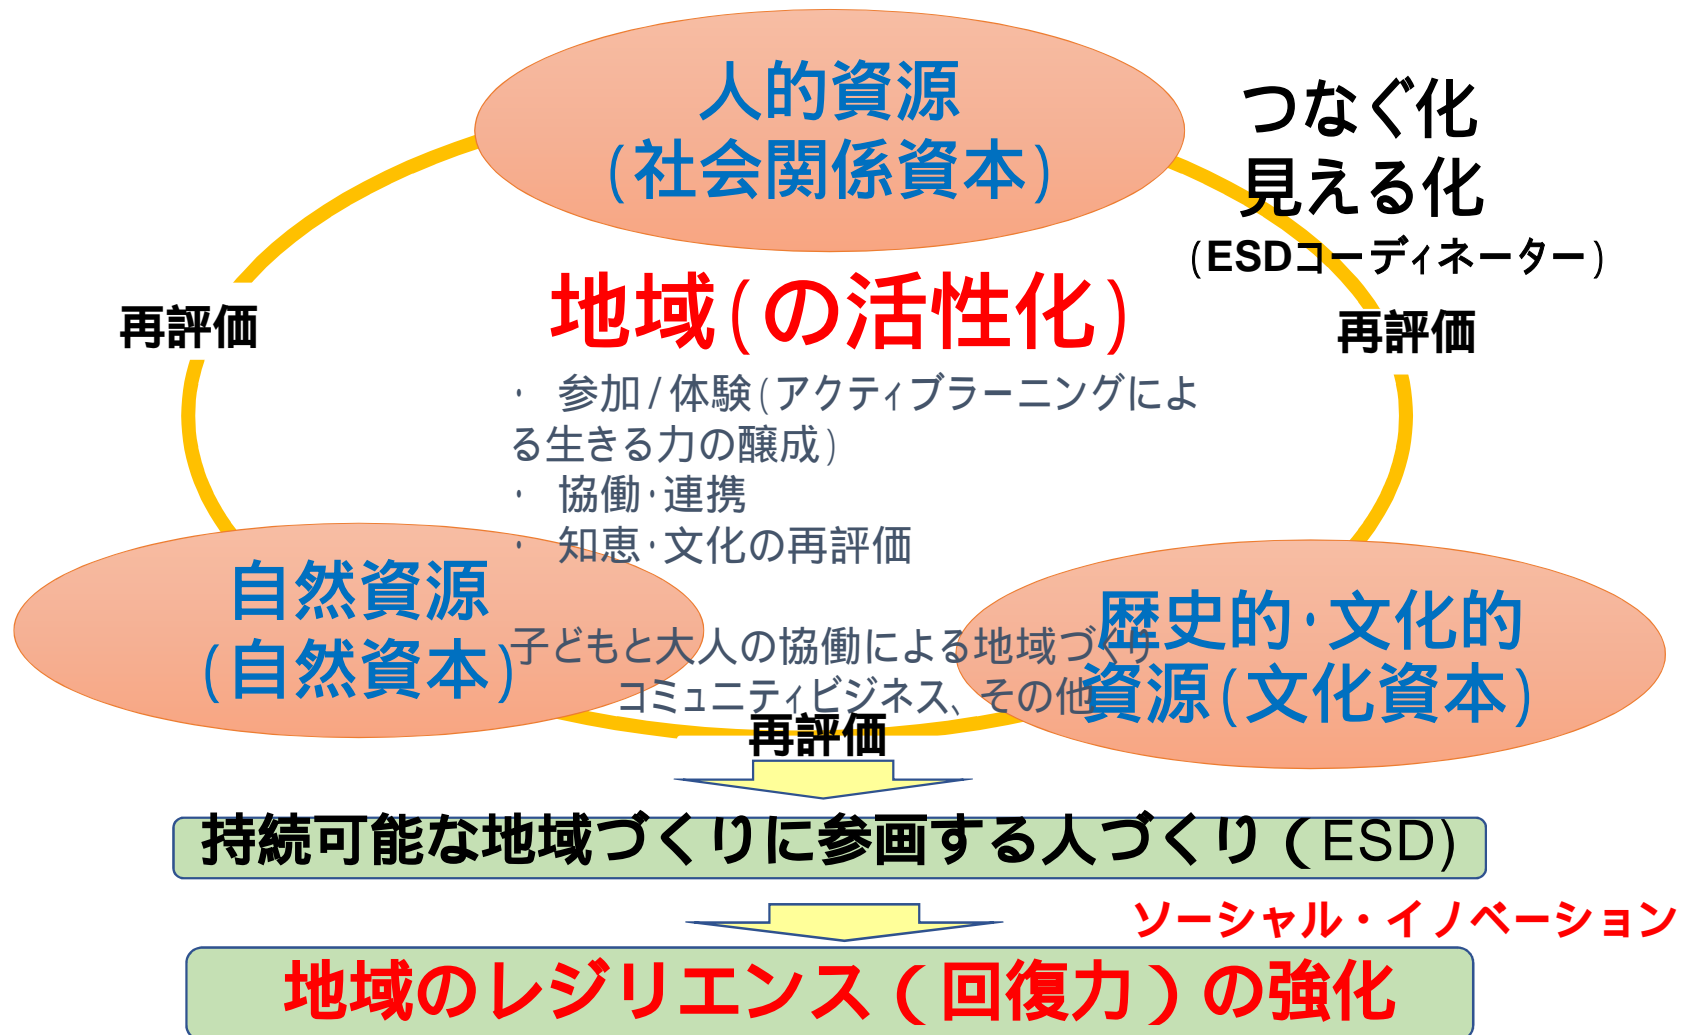 人的資源
(社会関係資本)
つなぐ化
見える化
(ESDコーディネーター)
地域(の活性化)
再評価
再評価
・ 参加/体験(アクティブラーニングによ
る生きる力の醸成)
・ 協働・連携
・ 知恵・文化の再評価
自然資源
(自然資本)
歴史的・文化的
資源(文化資本)
子どもと大人の協働による地域づくり
コミュニティビジネス、その他
再評価
持続可能な地域づくりに参画する人づくり(ESD)
ソーシャル・イノベーション
地域のレジリエンス(回復力)の強化